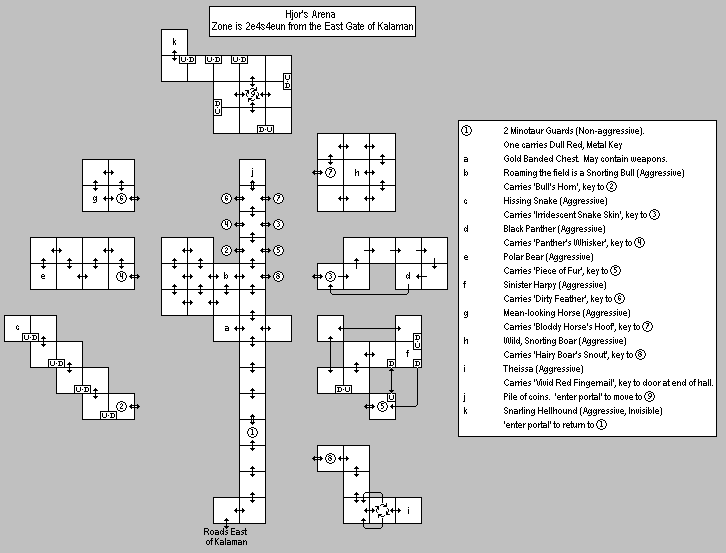 Hjor's Arena
Zone is 2e4s4eun from the East Gate of Kalaman
k
U·D U·D U·D
U
D
9
D
U
D·U
j
g 6
6 7
4 3
2 5
b 8
7 h
e 4
3 d
a
c
U·D
U·D
U·D
2
U·D
D
U
f
D D
D·U
U
5
1
8
i
Roads East
of Kalaman
1 2 Minotaur Guards (Non-aggressive).
One carries Dull Red, Metal Key
a Gold Banded Chest. May contain weapons.
b Roaming the field is a Snorting Bull (Aggressive)
Carries 'Bull's Horn', key to 2
c Hissing Snake (Aggressive)
Carries 'Irridescent Snake Skin', key to 3
d Black Panther (Aggressive)
Carries 'Panther's Whisker', key to 4
e Polar Bear (Aggressive)
Carries 'Piece of Fur', key to 5
f Sinister Harpy (Aggressive)
Carries 'Dirty Feather', key to 6
g Mean-looking Horse (Aggressive)
Carries 'Bloddy Horse's Hoof', key to 7
h Wild, Snorting Boar (Aggressive)
Carries 'Hairy Boar's Snout', key to 8
i Theissa (Aggressive)
Carries 'Vivid Red Fingernail', key to door at end of hall.
j Pile of coins. 'enter portal' to move to 9
k Snarling Hellhound (Aggressive, Invisible)
'enter portal' to return to 1